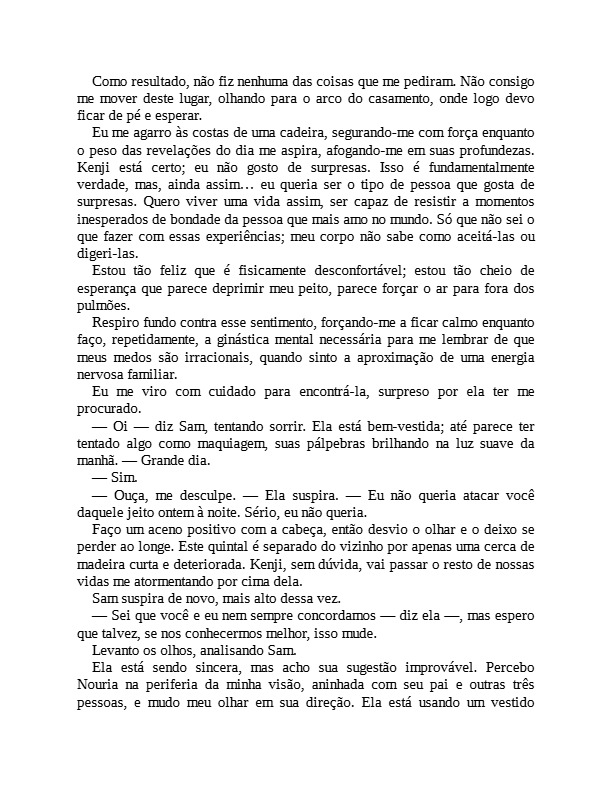 Como resultado, não fiz nenhuma das coisas que me pediram. Não consigo
me mover deste lugar, olhando para o arco do casamento, onde logo devo
ficar de pé e esperar.
Eu me agarro às costas de uma cadeira, segurando-me com força enquanto
o peso das revelações do dia me aspira, afogando-me em suas profundezas.
Kenji está certo; eu não gosto de surpresas. Isso é fundamentalmente
verdade, mas, ainda assim… eu queria ser o tipo de pessoa que gosta de
surpresas. Quero viver uma vida assim, ser capaz de resistir a momentos
inesperados de bondade da pessoa que mais amo no mundo. Só que não sei o
que fazer com essas experiências; meu corpo não sabe como aceitá-las ou
digeri-las.
Estou tão feliz que é fisicamente desconfortável; estou tão cheio de
esperança que parece deprimir meu peito, parece forçar o ar para fora dos
pulmões.
Respiro fundo contra esse sentimento, forçando-me a ficar calmo enquanto
faço, repetidamente, a ginástica mental necessária para me lembrar de que
meus medos são irracionais, quando sinto a aproximação de uma energia
nervosa familiar.
Eu me viro com cuidado para encontrá-la, surpreso por ela ter me
procurado.
— Oi — diz Sam, tentando sorrir. Ela está bem-vestida; até parece ter
tentado algo como maquiagem, suas pálpebras brilhando na luz suave da
manhã. — Grande dia.
— Sim.
— Ouça, me desculpe. — Ela suspira. — Eu não queria atacar você
daquele jeito ontem à noite. Sério, eu não queria.
Faço um aceno positivo com a cabeça, então desvio o olhar e o deixo se
perder ao longe. Este quintal é separado do vizinho por apenas uma cerca de
madeira curta e deteriorada. Kenji, sem dúvida, vai passar o resto de nossas
vidas me atormentando por cima dela.
Sam suspira de novo, mais alto dessa vez.
— Sei que você e eu nem sempre concordamos — diz ela —, mas espero
que talvez, se nos conhecermos melhor, isso mude.
Levanto os olhos, analisando Sam.
Ela está sendo sincera, mas acho sua sugestão improvável. Percebo
Nouria na periferia da minha visão, aninhada com seu pai e outras três
pessoas, e mudo meu olhar em sua direção. Ela está usando um vestido